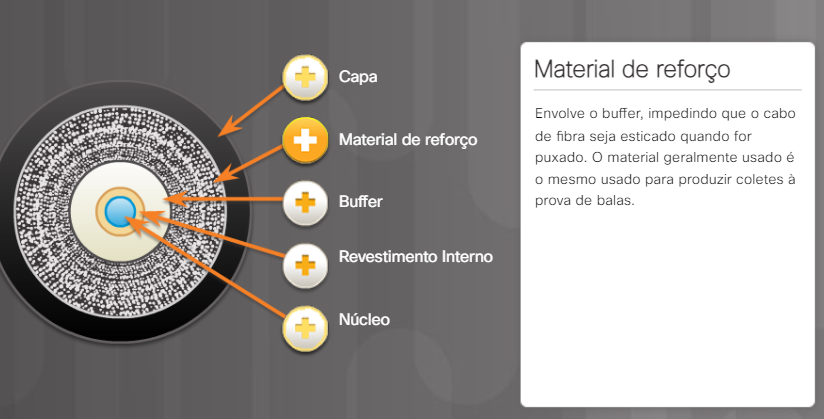 Capa
Material de reforço
Buffer
Revestimento Interno
Núcleo
Material de reforço
Envolve o buffer, impedindo que o cabo
de fibra seja esticado quando for
puxado. O material geralmente usado é
o mesmo usado para produzir coletes à
prova de balas.